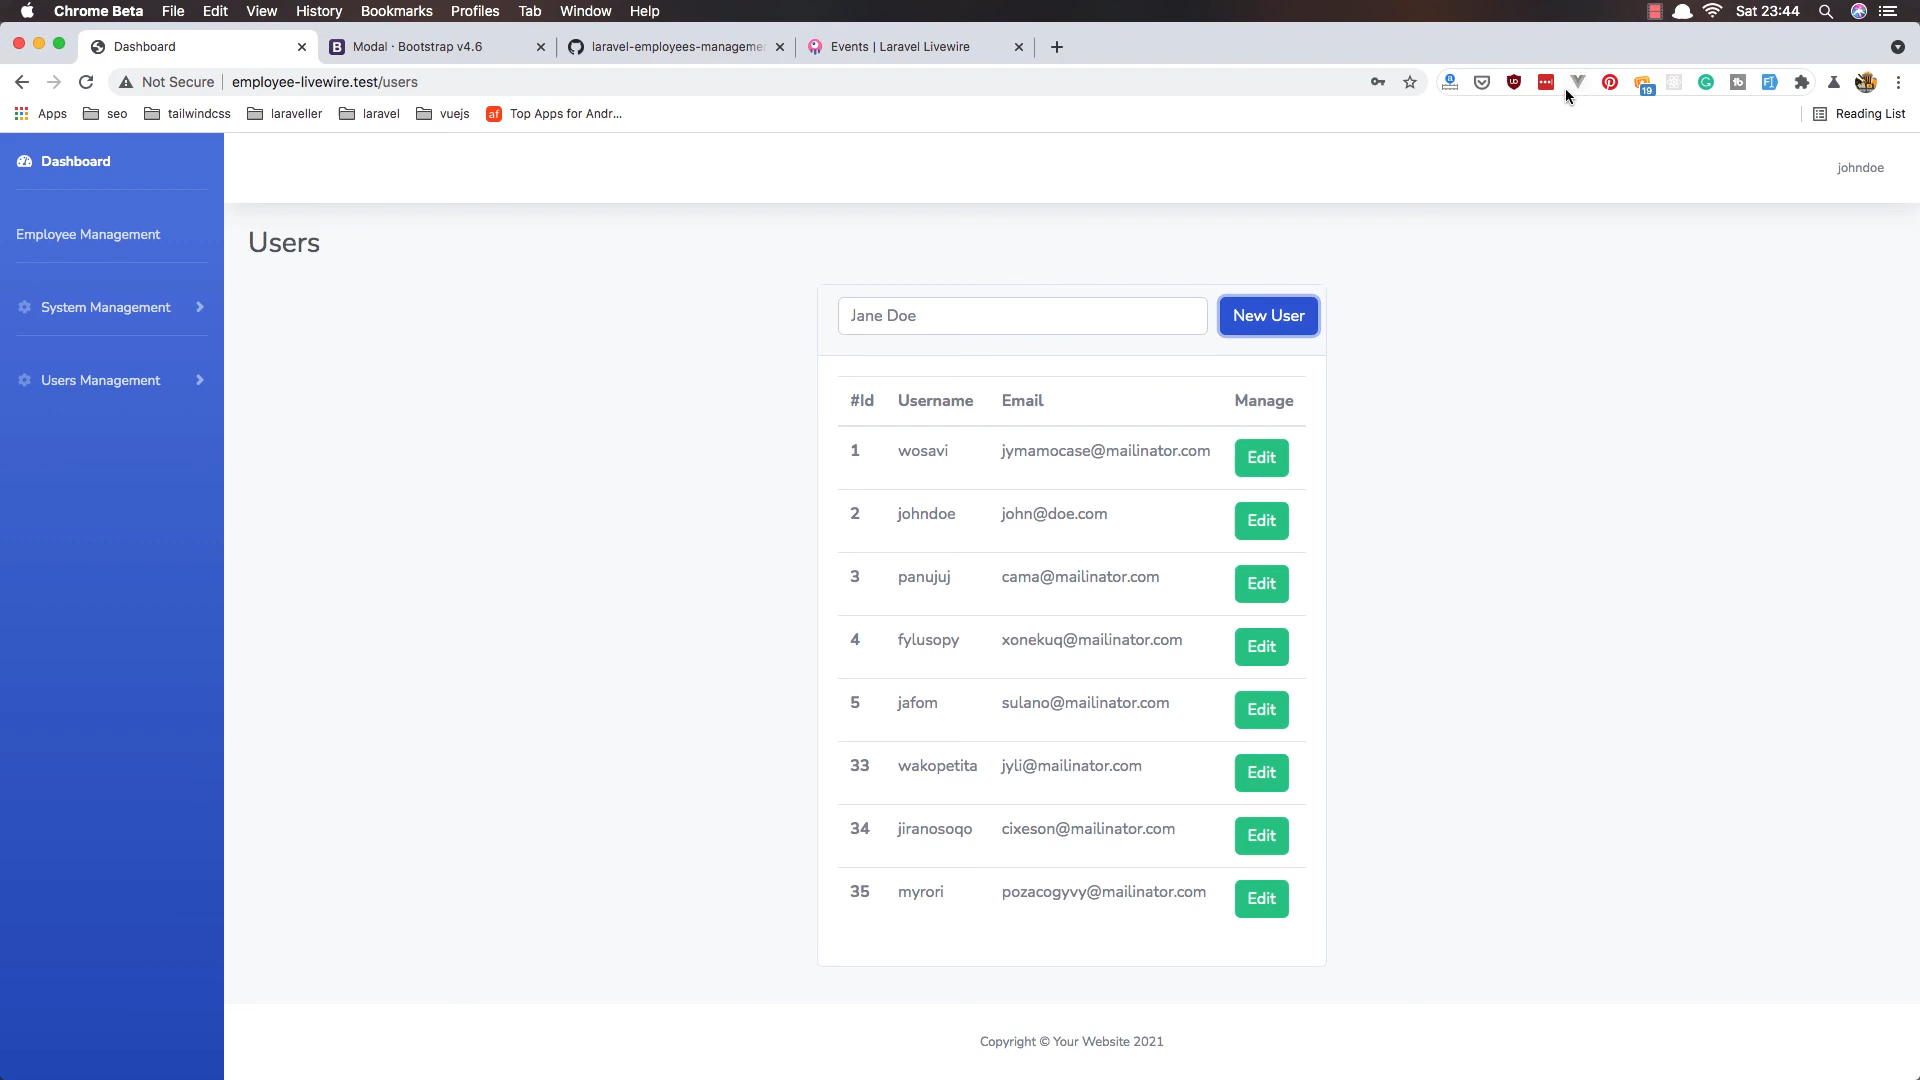 Chrome Beta File Edit View History Bookmarks Profiles Tab Window Help Sat 23:44
Dashboard
B Modal · Bootstrap v4.6
laravel-employees-managemen
Events | Laravel Livewire
Not Secure employee-livewire.test/users
19
Apps seo tailwindcss laraveller laravel vuejs af Top Apps for Andr... Reading List
Dashboard
johndoe
Employee Management
Users
System Management
Users Management
Jane Doe New User
#Id Username Email Manage
1 wosavi jymamocase@mailinator.com Edit
2 johndoe john@doe.com Edit
3 panujuj cama@mailinator.com Edit
4 fylusopy xonekuq@mailinator.com Edit
5 jafom sulano@mailinator.com Edit
33 wakopetita jyli@mailinator.com Edit
34 jiranosoqo cixeson@mailinator.com Edit
35 myrori pozacogyvy@mailinator.com Edit
Copyright © Your Website 2021